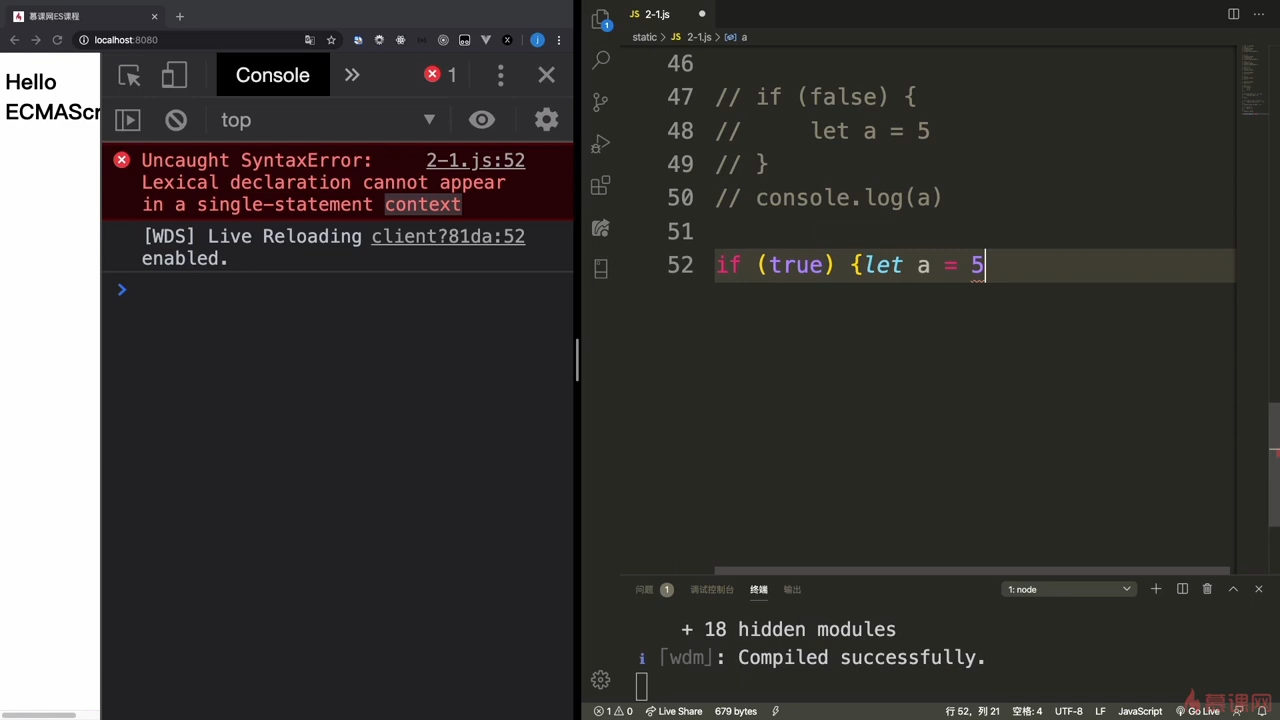 慕课网ES课程
localhost:8080
Hello
ECMAScr
Console
1
top
Uncaught SyntaxError: 2-1.js:52
Lexical declaration cannot appear
in a single-statement context
[WDS] Live Reloading client?81da:52
enabled.
JS 2-1.js
static > JS 2-1.js > a
46
47 // if (false) {
48 //     let a = 5
49 // }
50 // console.log(a)
51
52 if (true) {let a = 5
问题 1 调试控制台 终端 输出 1: node
+ 18 hidden modules
i ｢wdm｣: Compiled successfully.
慕课网
1 0 Live Share 679 bytes 行 52，列 21 空格: 4 UTF-8 LF JavaScript Go Live